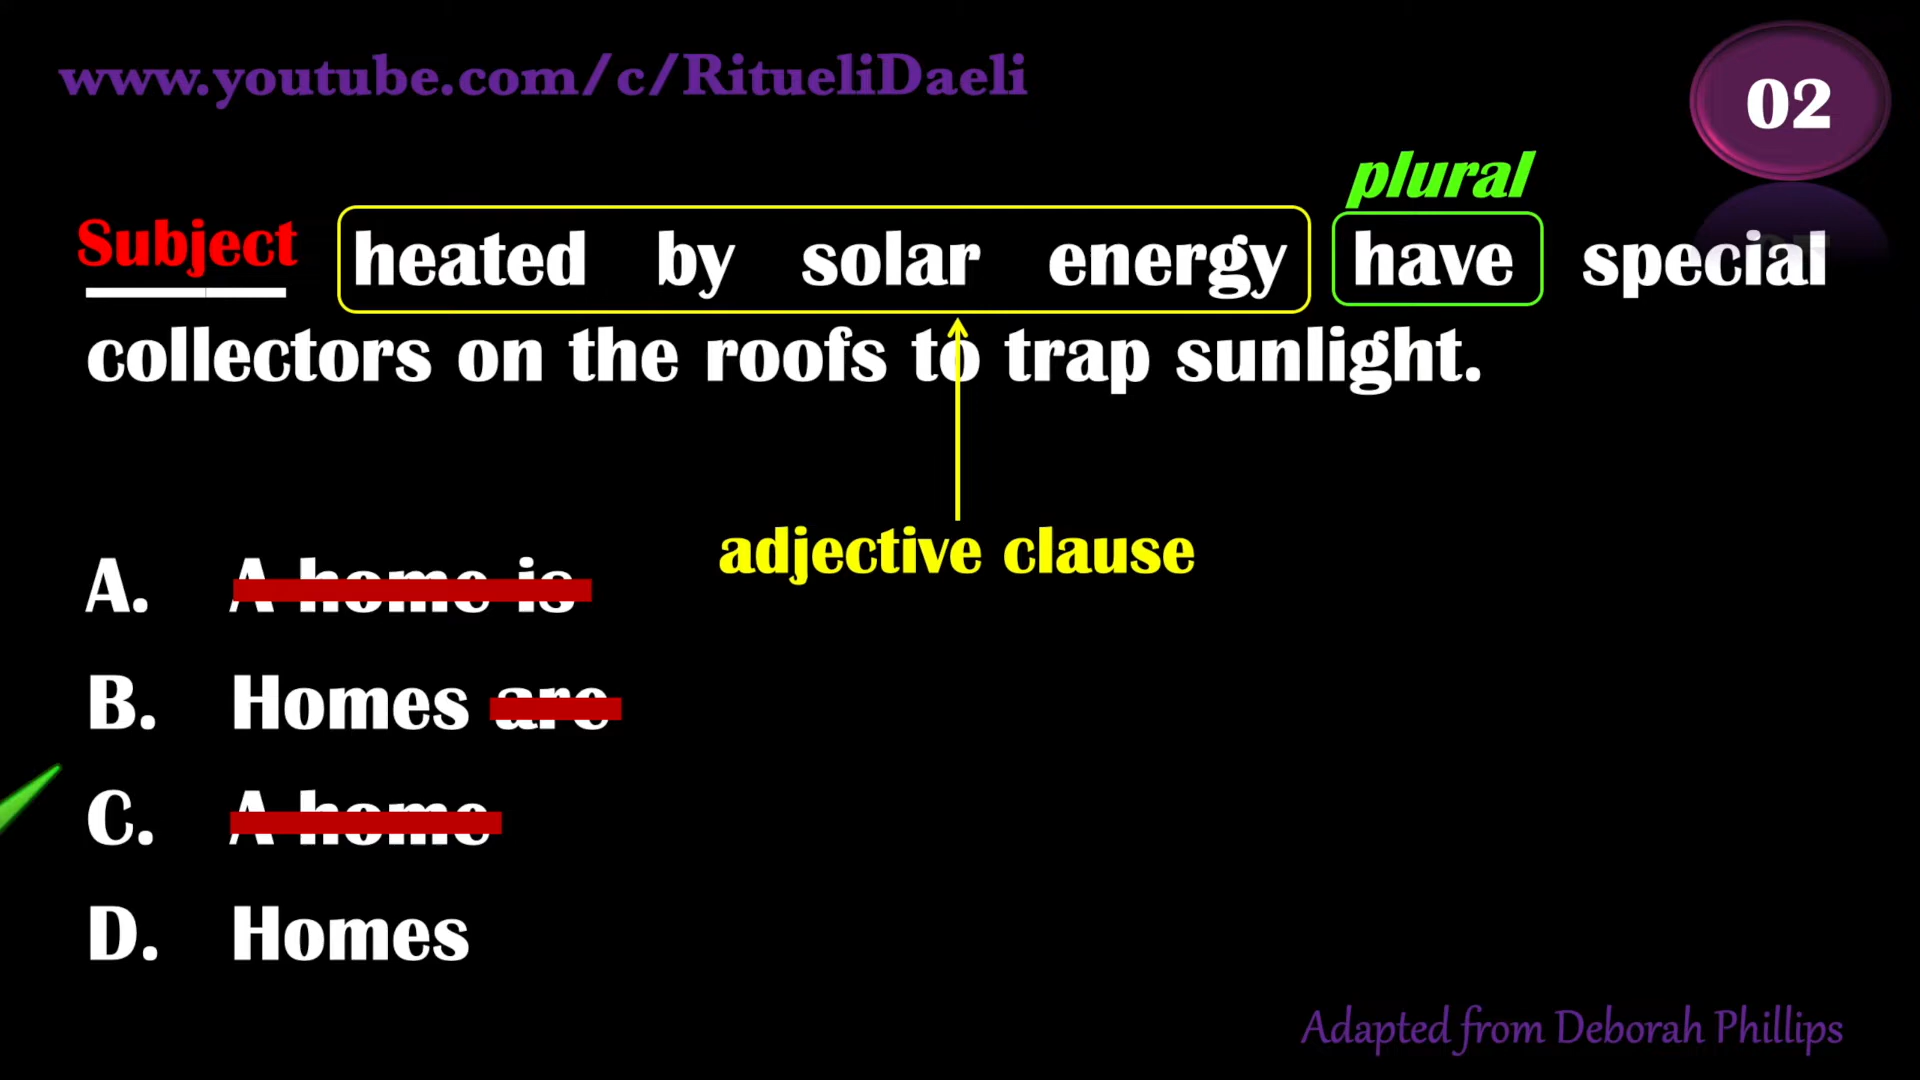 www.youtube.com/c/RitueliDaeli
02
plural
Subject heated by solar energy have special
collectors on the roofs to trap sunlight.
adjective clause
A. A home is
B. Homes are
C. A home
D. Homes
Adapted from Deborah Phillips